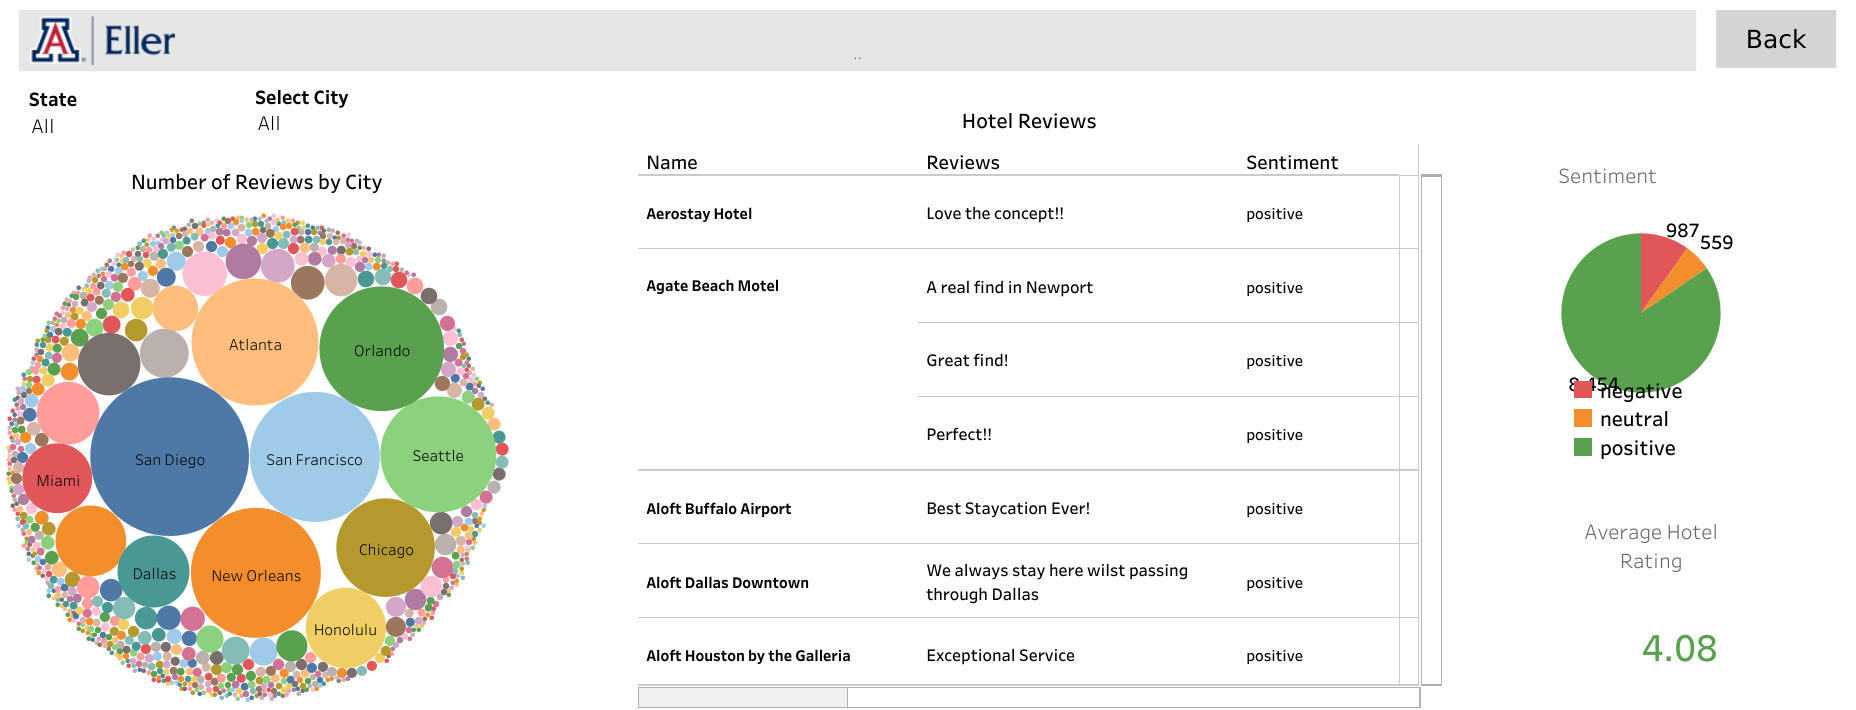 A Eller
Back
..
State
All
Select City
All
Number of Reviews by City
Atlanta
Orlando
San Diego
San Francisco
Seattle
Miami
Chicago
Dallas
New Orleans
Honolulu
Hotel Reviews
Name Reviews Sentiment
Aerostay Hotel Love the concept!! positive
Agate Beach Motel A real find in Newport positive
Great find! positive
Perfect!! positive
Aloft Buffalo Airport Best Staycation Ever! positive
Aloft Dallas Downtown We always stay here wilst passing
through Dallas positive
Aloft Houston by the Galleria Exceptional Service positive
Sentiment
987
559
8,454
negative
neutral
positive
Average Hotel
Rating
4.08